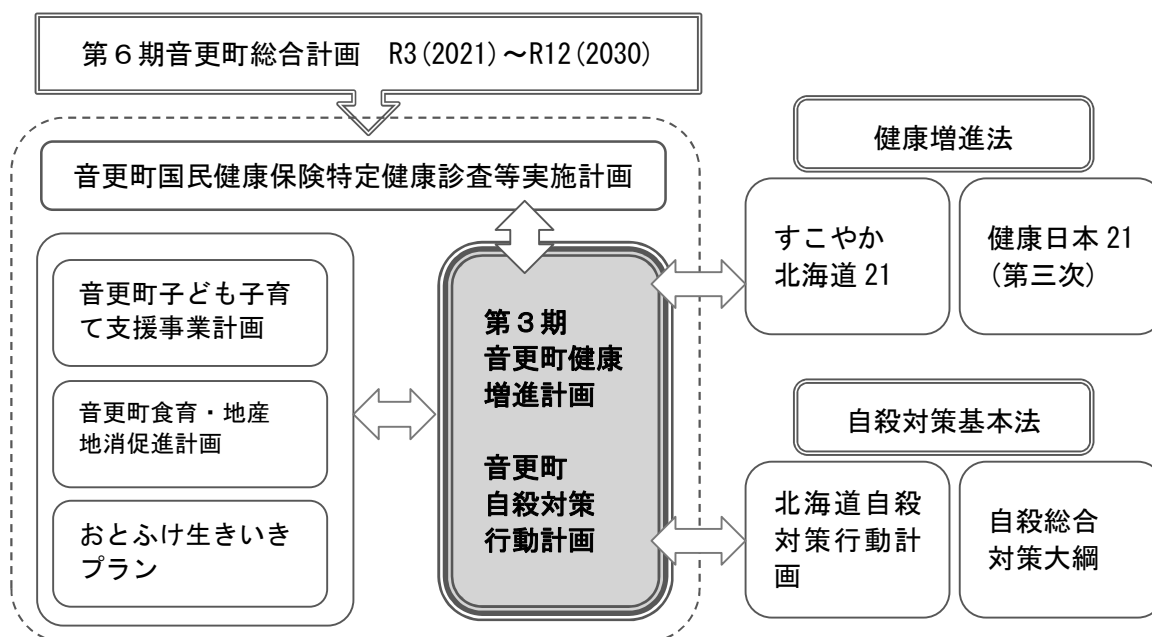 第６期音更町総合計画　R3(2021)～R12(2030)
音更町国民健康保険特定健康診査等実施計画
音更町子ども子育
て支援事業計画
音更町食育・地産
地消促進計画
おとふけ生きいき
プラン
第３期
音更町健康
増進計画
音更町
自殺対策
行動計画
健康増進法
すこやか
北海道 21
健康日本 21
(第三次)
自殺対策基本法
北海道自殺
対策行動計
画
自殺総合
対策大綱